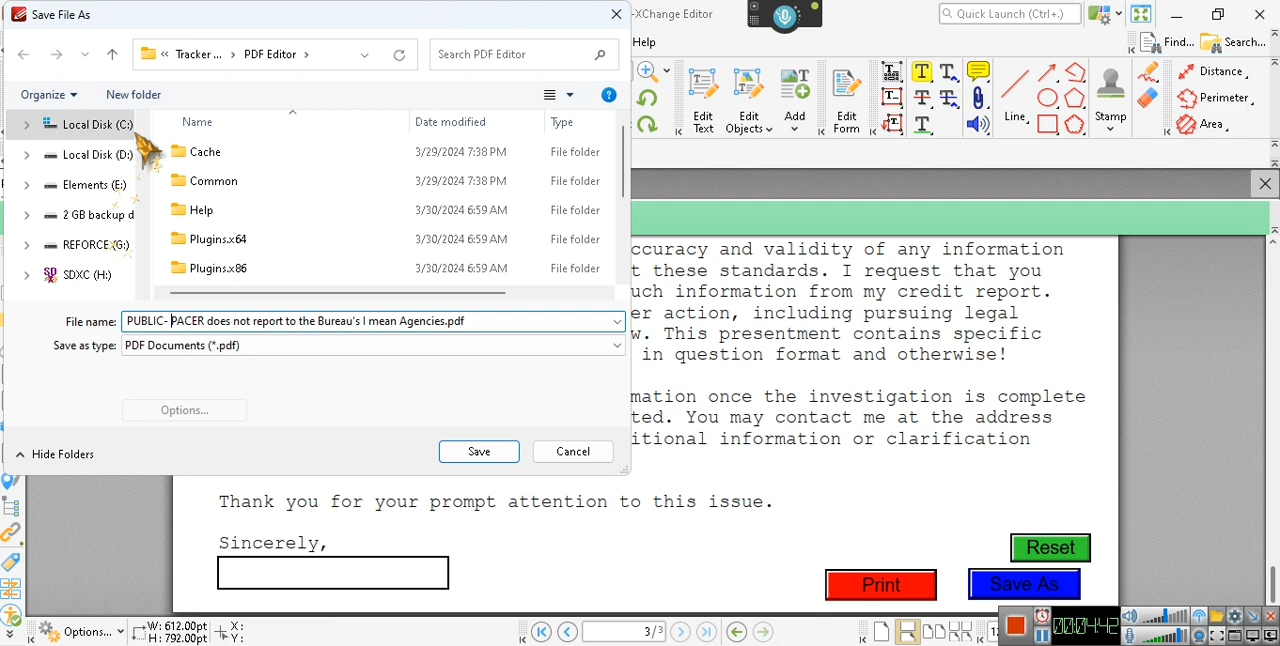 Save File As
-XChange Editor
Quick Launch (Ctrl+.)
Tracker ... > PDF Editor >
rch PDF Editor
Help
Find...
Search...
Organize
New folder
Name
Date modified
Type
Local Disk (C:)
Local Disk (D:)
Elements (E:)
2 GB backup d
REFORCE (G:)
SDXC (H:)
Cache 3/29/2024 7:38 PM File folder
Common 3/29/2024 7:38 PM File folder
Help 3/30/2024 6:59 AM File folder
Plugins.x64 3/30/2024 6:59 AM File folder
Plugins.x86 3/30/2024 6:59 AM File folder
File name: PUBLIC- PACER does not report to the Bureau's I mean Agencies.pdf
Save as type: PDF Documents (*.pdf)
Options...
Hide Folders
Save
Cancel
Edit Text
Edit Objects
Add
Edit Form
Line
Stamp
Distance
Perimeter
Area
ccuracy and validity of any information
t these standards. I request that you
uch information from my credit report.
er action, including pursuing legal
w. This presentment contains specific
in question format and otherwise!
mation once the investigation is complete
ted. You may contact me at the address
itional information or clarification
Thank you for your prompt attention to this issue.
Sincerely,
Reset
Print
Save As
Options...
W: 612.00pt
H: 792.00pt
X:
Y:
3/3
00:04:42